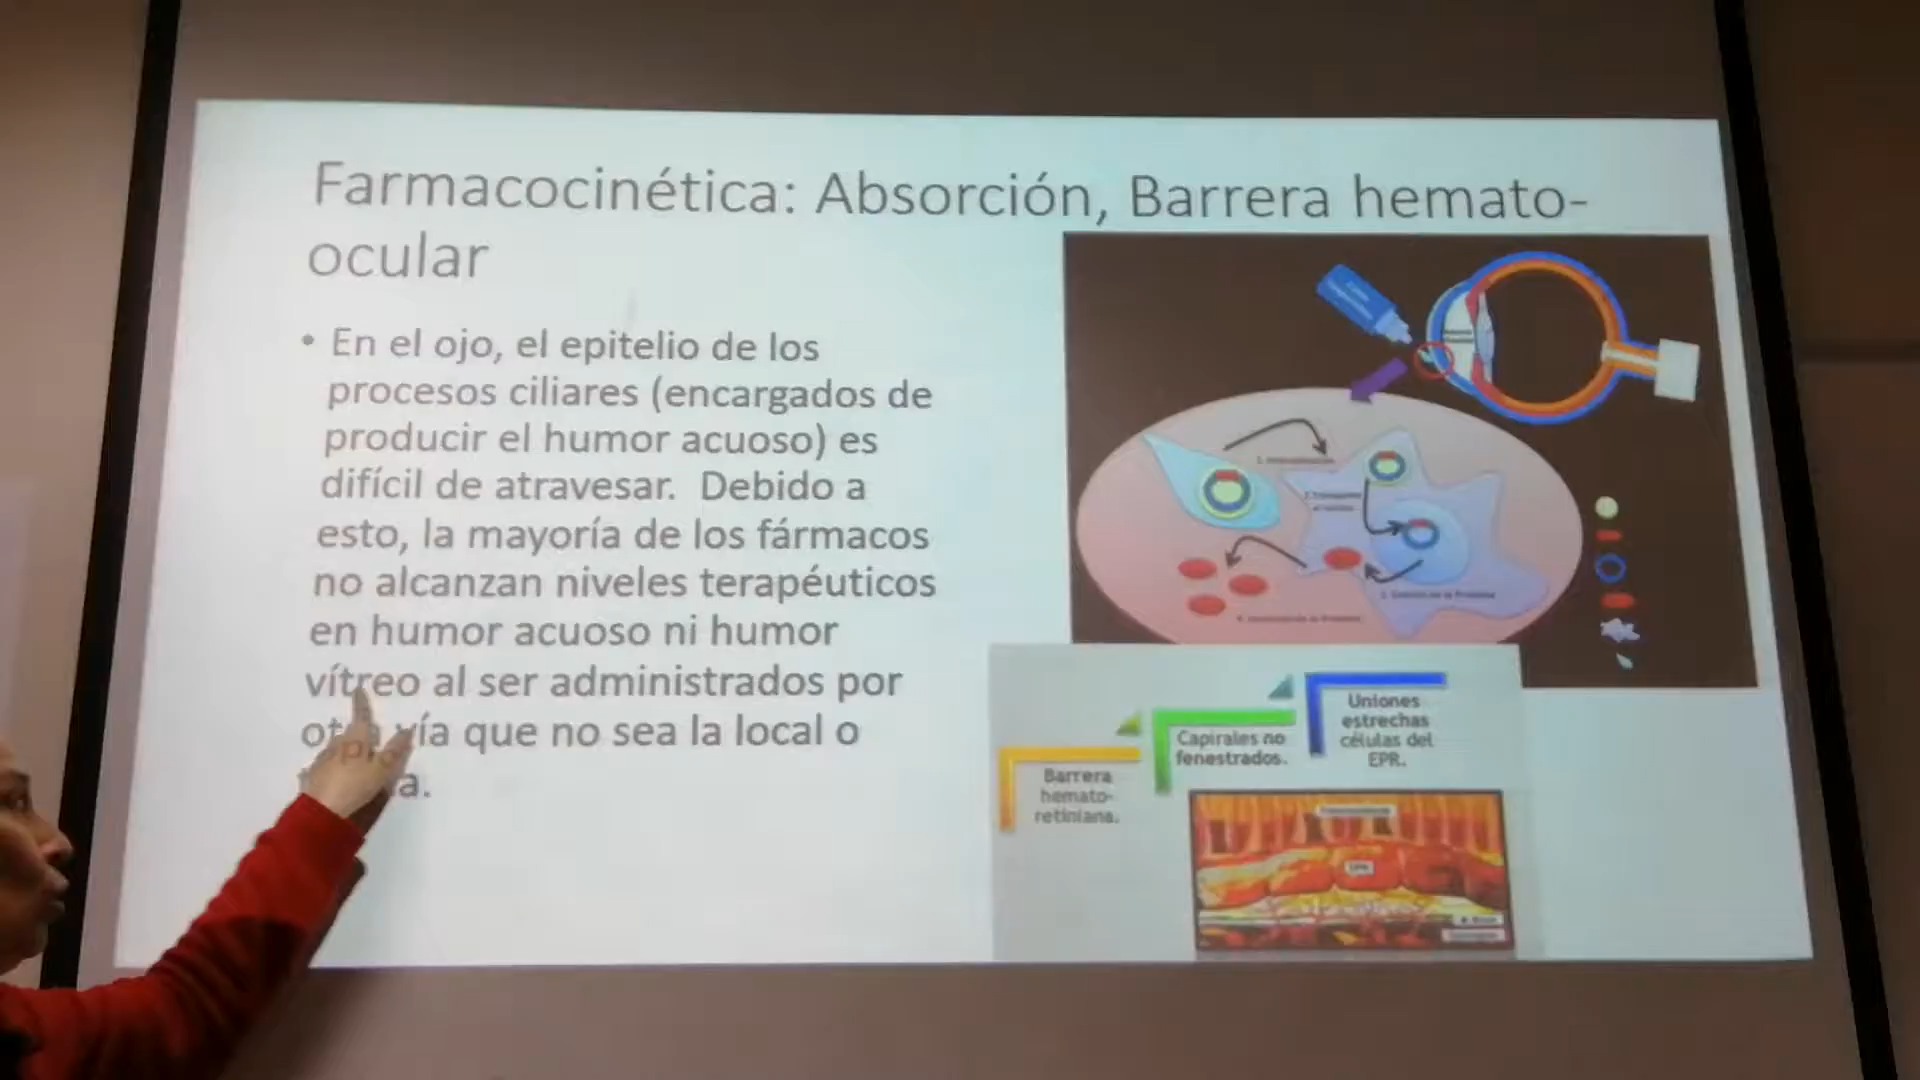 Farmacocinética: Absorción, Barrera hemato-
ocular
• En el ojo, el epitelio de los
procesos ciliares (encargados de
producir el humor acuoso) es
difícil de atravesar. Debido a
esto, la mayoría de los fármacos
no alcanzan niveles terapéuticos
en humor acuoso ni humor
vítreo al ser administrados por
vía que no sea la local o
Barrera
hemato-
retiniana.
Capirales no
fenestrados.
Uniones
estrechas
células del
EPR.